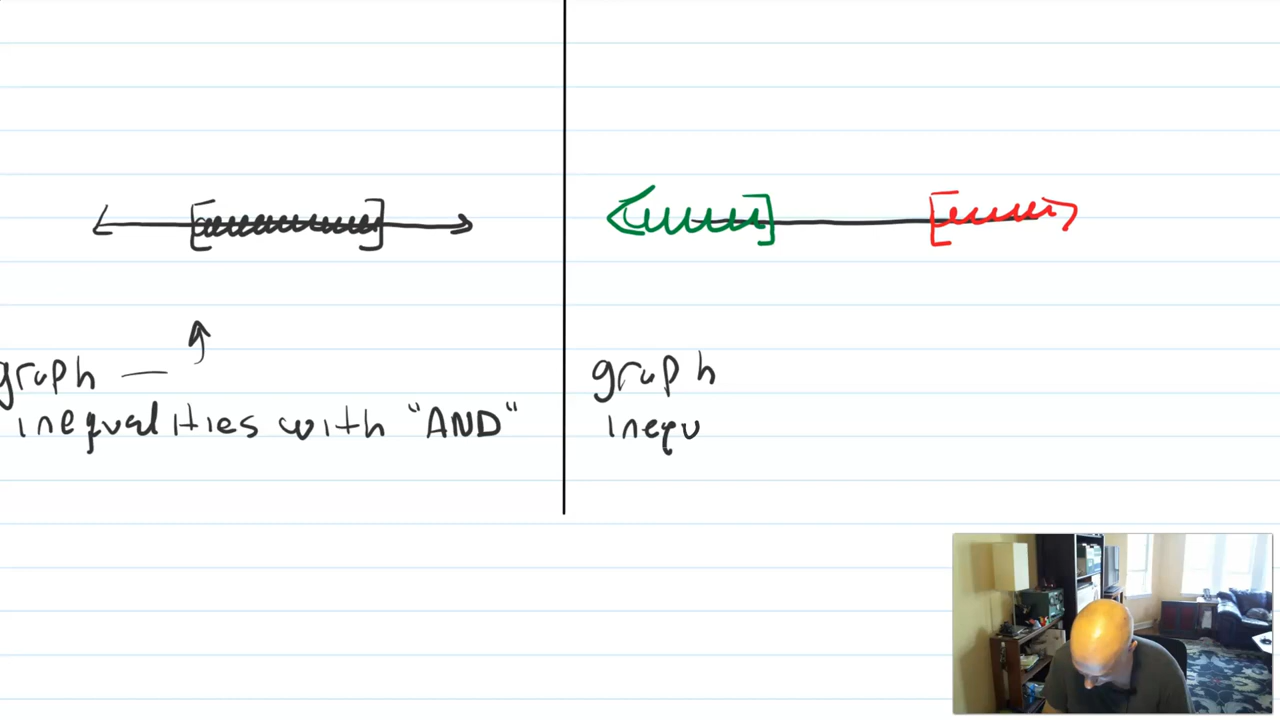 graph —
inequalities with "AND"
graph
inequ